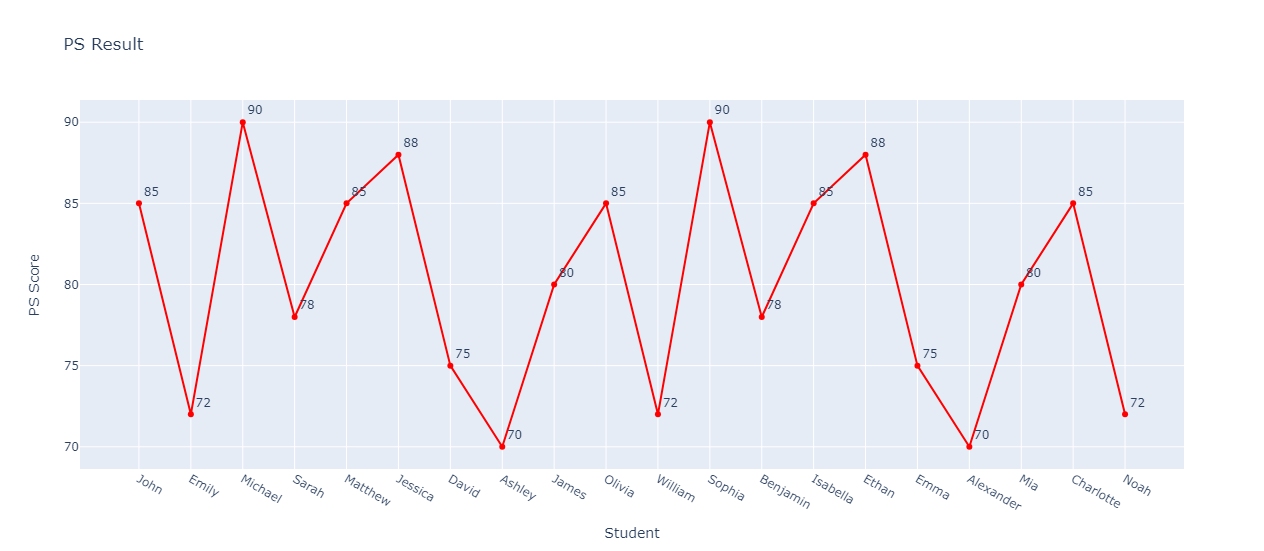 PS Result
90
85
80
75
70
PS Score
85
72
90
78
85
88
75
70
80
85
72
90
78
85
88
75
70
80
85
72
John
Emily
Michael
Sarah
Matthew
Jessica
David
Ashley
James
Olivia
William
Sophia
Benjamin
Isabella
Ethan
Emma
Alexander
Mia
Charlotte
Noah
Student